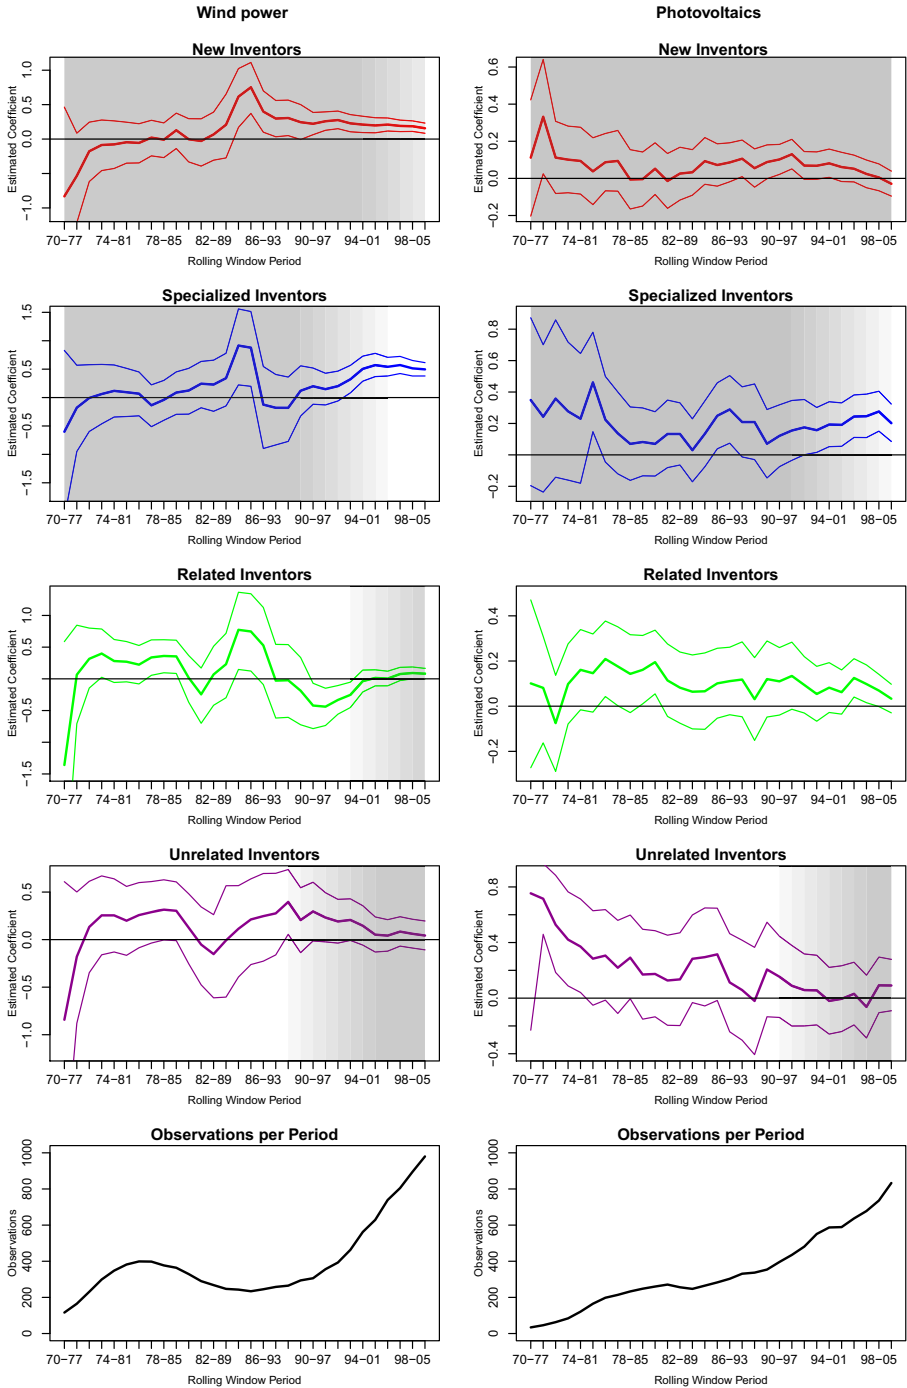 Wind power
Photovoltaics
New Inventors
Estimated Coefficient
1.0
0.5
0.0
−1.0
70−77 74−81 78−85 82−89 86−93 90−97 94−01 98−05
Rolling Window Period
New Inventors
Estimated Coefficient
0.6
0.4
0.2
0.0
−0.2
70−77 74−81 78−85 82−89 86−93 90−97 94−01 98−05
Rolling Window Period
Specialized Inventors
Estimated Coefficient
1.5
0.5
−0.5
−1.5
70−77 74−81 78−85 82−89 86−93 90−97 94−01 98−05
Rolling Window Period
Specialized Inventors
Estimated Coefficient
0.8
0.6
0.4
0.2
−0.2
70−77 74−81 78−85 82−89 86−93 90−97 94−01 98−05
Rolling Window Period
Related Inventors
Estimated Coefficient
1.0
0.5
−0.5
−1.5
70−77 74−81 78−85 82−89 86−93 90−97 94−01 98−05
Rolling Window Period
Related Inventors
Estimated Coefficient
0.4
0.2
0.0
−0.2
70−77 74−81 78−85 82−89 86−93 90−97 94−01 98−05
Rolling Window Period
Unrelated Inventors
Estimated Coefficient
0.5
0.0
−0.5
−1.0
70−77 74−81 78−85 82−89 86−93 90−97 94−01 98−05
Rolling Window Period
Unrelated Inventors
Estimated Coefficient
0.8
0.4
0.0
−0.4
70−77 74−81 78−85 82−89 86−93 90−97 94−01 98−05
Rolling Window Period
Observations per Period
Observations
1000
800
600
400
200
0
70−77 74−81 78−85 82−89 86−93 90−97 94−01 98−05
Rolling Window Period
Observations per Period
Observations
1000
800
600
400
200
0
70−77 74−81 78−85 82−89 86−93 90−97 94−01 98−05
Rolling Window Period